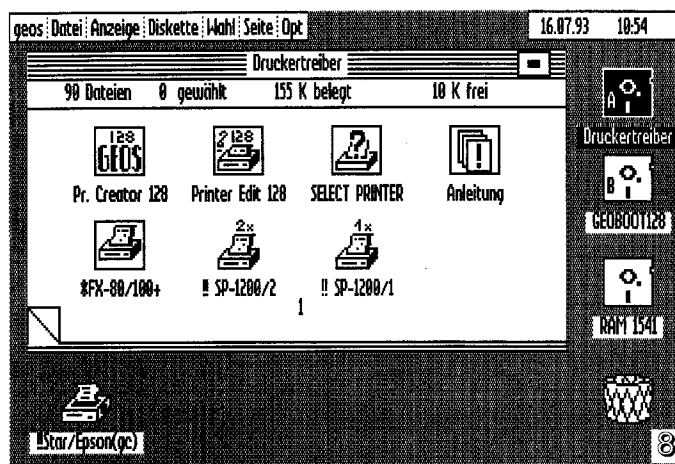 geos Datei Anzeige Diskette Wahl Seite Opt 16.07.93 10:54
Druckertreiber
90 Dateien 0 gewählt 155 K belegt 10 K frei
128 GEOS
2 128
Pr. Creator 128 Printer Edit 128 SELECT PRINTER Anleitung
2x 1x
*FX-80/100+ !! SP-1200/2 !! SP-1200/1
1
A
Druckertreiber
B
GEOBOOT128
RAM 1541
!!Star/Epson(gc)
8